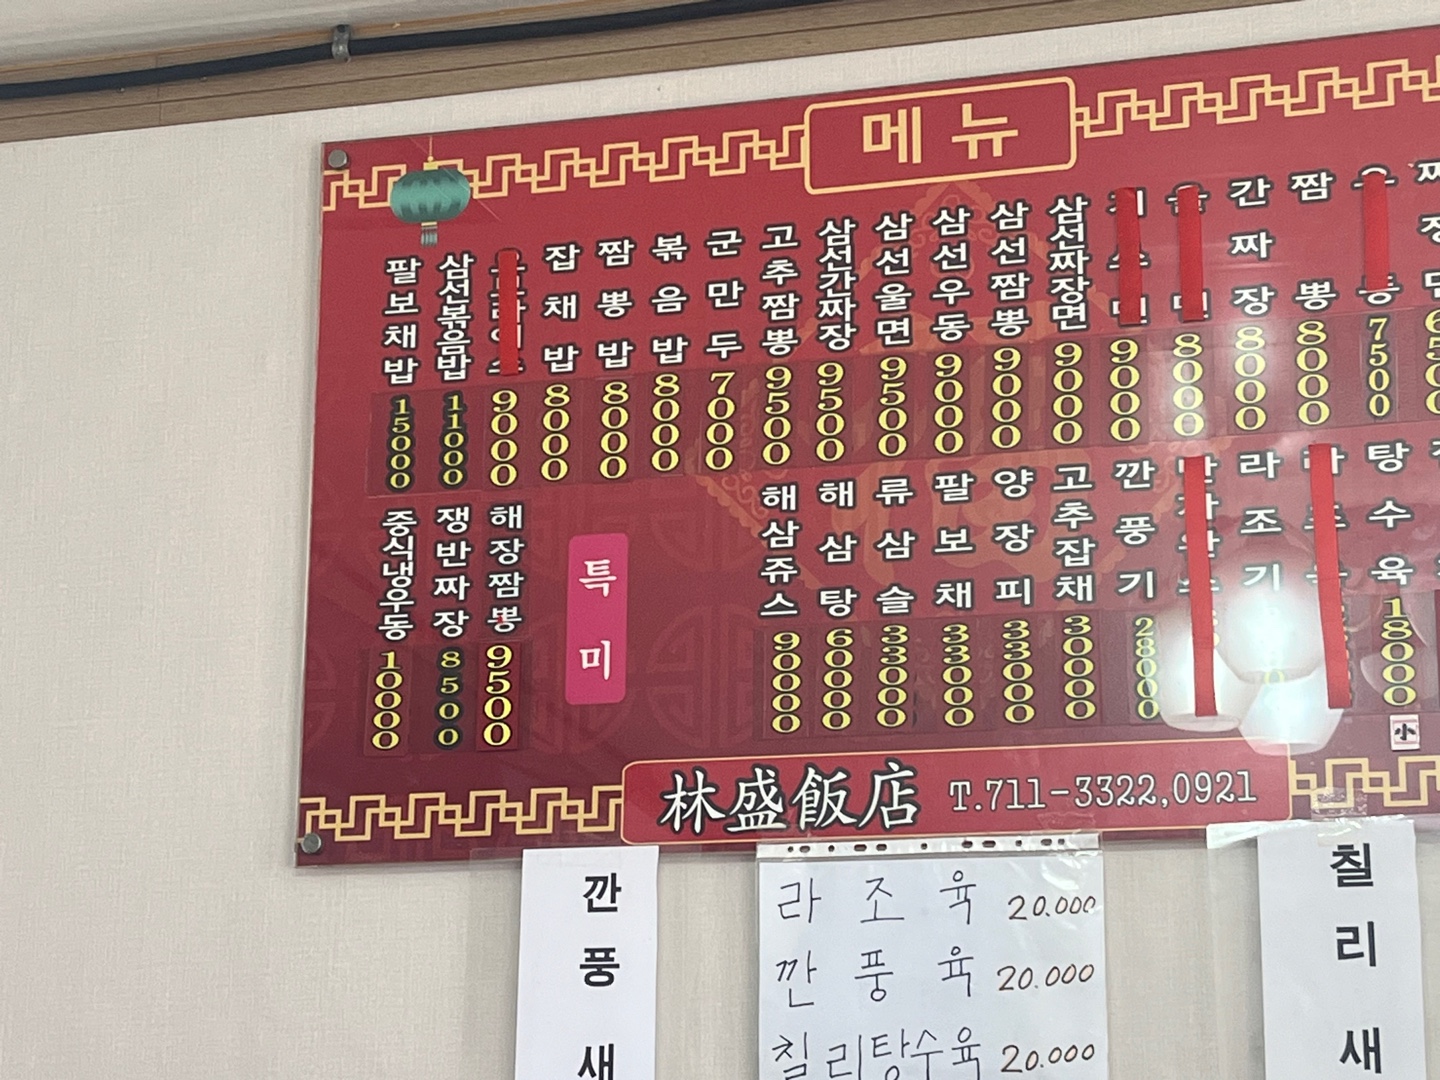 메뉴
팔보채밥 15000
삼선볶음밥 11000
9000
잡채밥 8000
짬뽕밥 8000
볶음밥 8000
군만두 7000
고추짬뽕 9500
삼선간짜장 9500
삼선울면 9500
삼선우동 9000
삼선짬뽕 9000
삼선짜장면 9000
9000
8000
간짜장 8000
짬뽕 8000
7500
중식냉우동 10000
쟁반짜장 8500
해장짬뽕 9500
특미
해삼쥬스 90000
해삼탕 60000
류삼슬 33000
팔보채 33000
양장피 33000
고추잡채 30000
깐풍기 28000
라조기
탕수육 18000
小
林盛飯店 T.711-3322,0921
깐풍새
라조육 20.000
깐풍육 20.000
칠리탕수육 20.000
칠리새